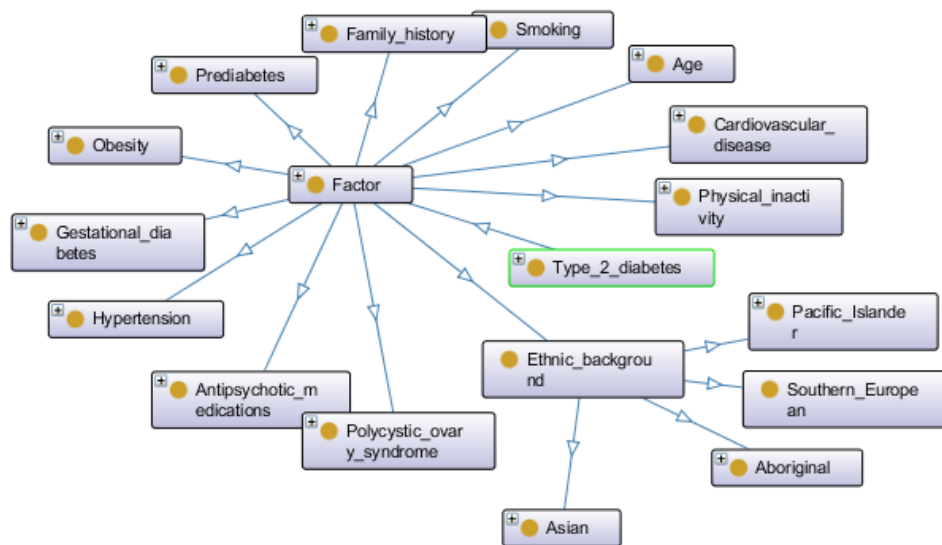 Family_history
Smoking
Prediabetes
Age
Obesity
Cardiovascular_
disease
Factor
Physical_inacti
vity
Gestational_dia
betes
Type_2_diabetes
Hypertension
Pacific_Islande
r
Ethnic_backgrou
nd
Southern_Europe
an
Antipsychotic_m
edications
Polycystic_ovar
y_syndrome
Aboriginal
Asian